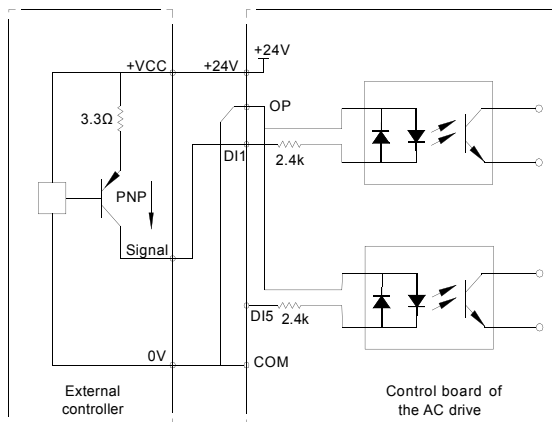 +24V
+VCC
+24V
OP
3.3Ω
DI1
2.4k
PNP
Signal
DI5
2.4k
0V
COM
External
controller
Control board of
the AC drive